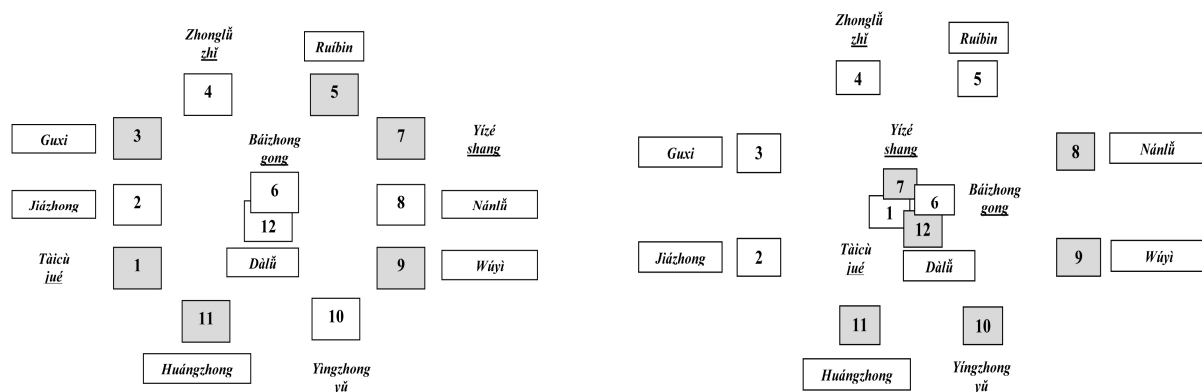 Zhonglǚ
zhǐ
Ruíbin
4
5
Guxi
3
7
Yízé
shang
Báizhong
gong
6
Jiázhong
2
12
8
Nánlǚ
Tàicù
jué
1
Dàlǚ
9
Wúyì
11
10
Huángzhong
Yìngzhong
yǔ
Zhonglǚ
zhǐ
Ruíbin
4
5
Guxi
3
Yízé
shang
8
Nánlǚ
7
1
6
Báizhong
gong
12
Jiázhong
2
Tàicù
jué
Dàlǚ
9
Wúyì
11
10
Huángzhong
Yíngzhong
yǔ